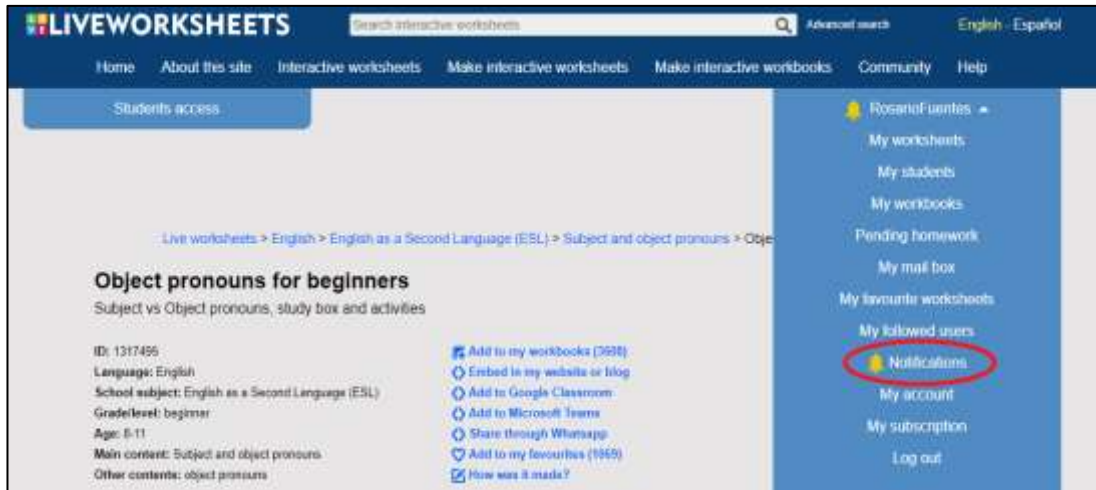 LIVEWORKSHEETS
Search interactive worksheets
Advanced search
English - Español
Home About this site Interactive worksheets Make interactive worksheets Make interactive workbooks Community Help
Students access
RosarioFuentes
My worksheets
My students
My workbooks
Pending homework
My mail box
My favourite worksheets
My followed users
Notifications
My account
My subscription
Log out
Live worksheets > English > English as a Second Language (ESL) > Subject and object pronouns > Obje
Object pronouns for beginners
Subject vs Object pronouns, study box and activities
ID: 1317495
Language: English
School subject: English as a Second Language (ESL)
Grade/level: beginner
Age: 8-11
Main content: Subject and object pronouns
Other contents: object pronouns
Add to my workbooks (3688)
Embed in my website or blog
Add to Google Classroom
Add to Microsoft Teams
Share through Whatsapp
Add to my favourites (1069)
How was it made?